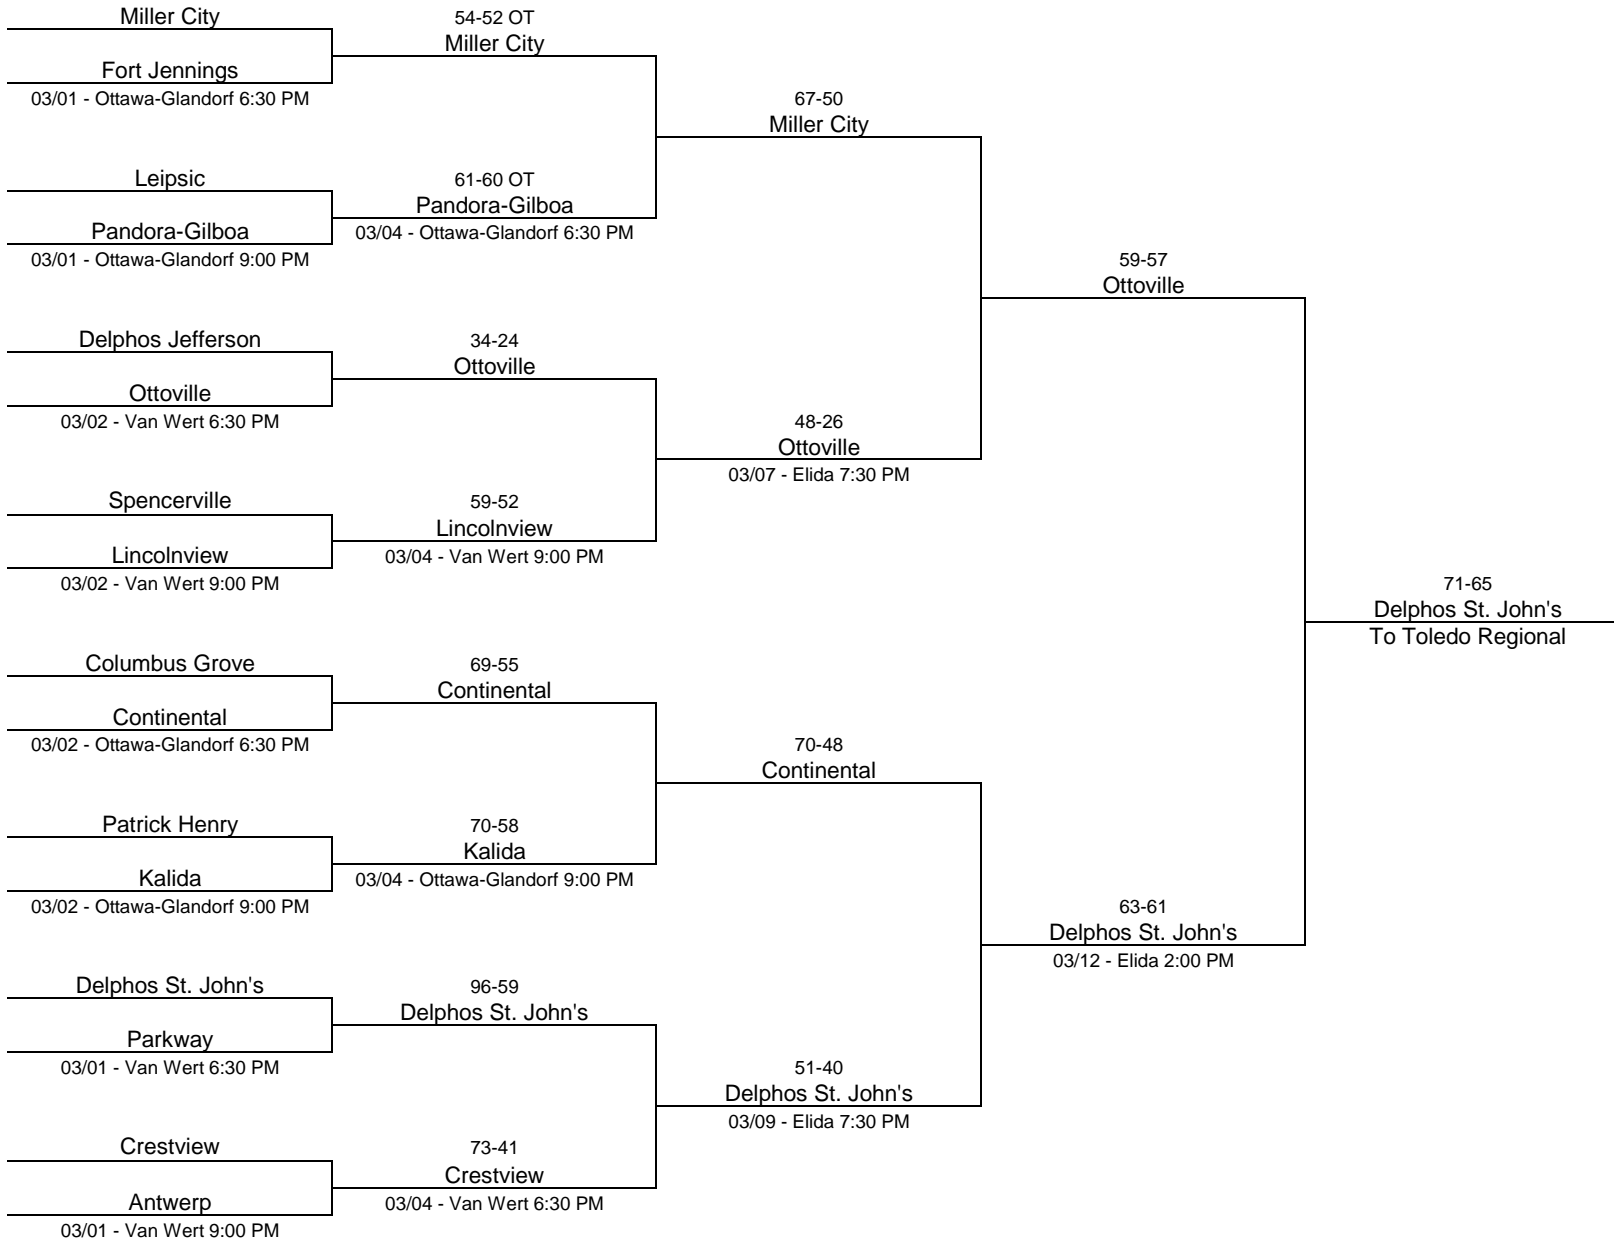 Miller City
Fort Jennings
03/01 - Ottawa-Glandorf 6:30 PM
Leipsic
Pandora-Gilboa
03/01 - Ottawa-Glandorf 9:00 PM
Delphos Jefferson
Ottoville
03/02 - Van Wert 6:30 PM
Spencerville
Lincolnview
03/02 - Van Wert 9:00 PM
Columbus Grove
Continental
03/02 - Ottawa-Glandorf 6:30 PM
Patrick Henry
Kalida
03/02 - Ottawa-Glandorf 9:00 PM
Delphos St. John's
Parkway
03/01 - Van Wert 6:30 PM
Crestview
Antwerp
03/01 - Van Wert 9:00 PM
54-52 OT
Miller City
61-60 OT
Pandora-Gilboa
03/04 - Ottawa-Glandorf 6:30 PM
34-24
Ottoville
59-52
Lincolnview
03/04 - Van Wert 9:00 PM
69-55
Continental
70-58
Kalida
03/04 - Ottawa-Glandorf 9:00 PM
96-59
Delphos St. John's
73-41
Crestview
03/04 - Van Wert 6:30 PM
67-50
Miller City
48-26
Ottoville
03/07 - Elida 7:30 PM
70-48
Continental
51-40
Delphos St. John's
03/09 - Elida 7:30 PM
59-57
Ottoville
63-61
Delphos St. John's
03/12 - Elida 2:00 PM
71-65
Delphos St. John's
To Toledo Regional